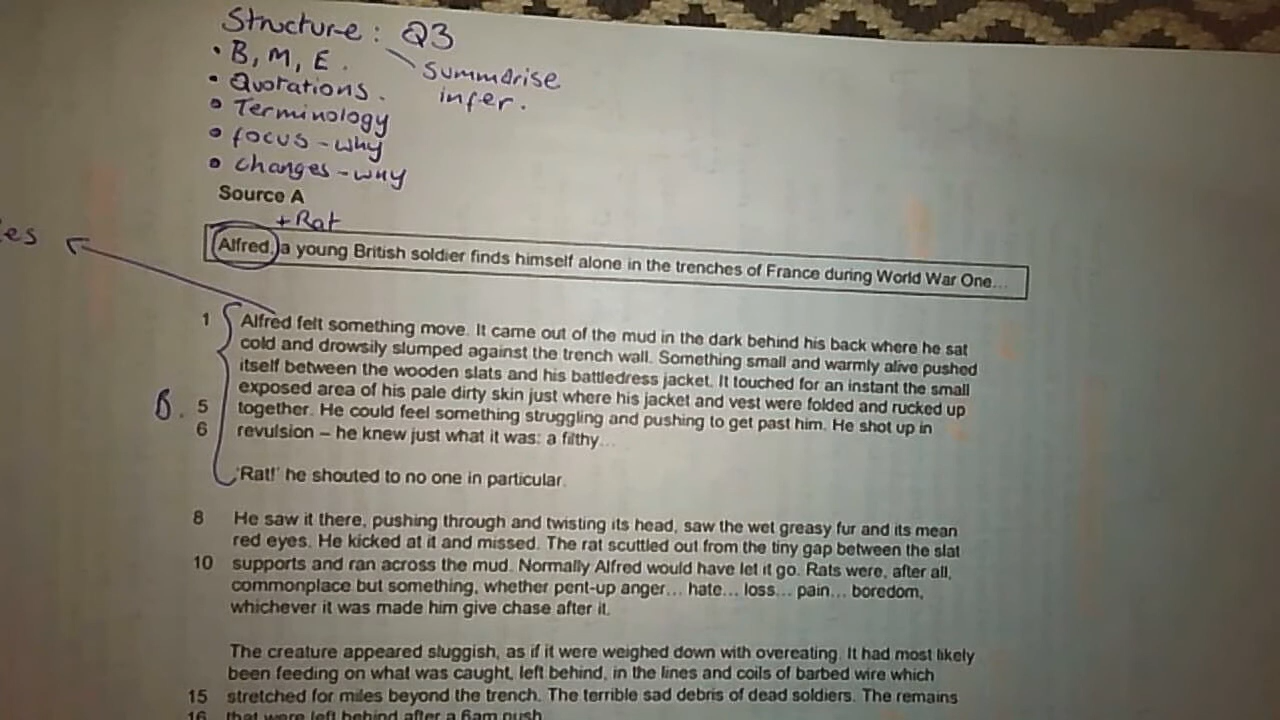 Structure: Q3
• B, M, E.
summarise
• Quotations.
infer.
• Terminology
• focus - why
• changes - why
Source A
+ Rat
Alfred, a young British soldier finds himself alone in the trenches of France during World War One...
1 Alfred felt something move. It came out of the mud in the dark behind his back where he sat
cold and drowsily slumped against the trench wall. Something small and warmly alive pushed
itself between the wooden slats and his battledress jacket. It touched for an instant the small
exposed area of his pale dirty skin just where his jacket and vest were folded and rucked up
B. 5 together. He could feel something struggling and pushing to get past him. He shot up in
6 revulsion – he knew just what it was: a filthy...
'Rat!' he shouted to no one in particular.
8 He saw it there, pushing through and twisting its head, saw the wet greasy fur and its mean
red eyes. He kicked at it and missed. The rat scuttled out from the tiny gap between the slat
10 supports and ran across the mud. Normally Alfred would have let it go. Rats were, after all,
commonplace but something, whether pent-up anger... hate... loss... pain... boredom,
whichever it was made him give chase after it.
The creature appeared sluggish, as if it were weighed down with overeating. It had most likely
been feeding on what was caught, left behind, in the lines and coils of barbed wire which
15 stretched for miles beyond the trench. The terrible sad debris of dead soldiers. The remains
16 that were left behind after a 6am push